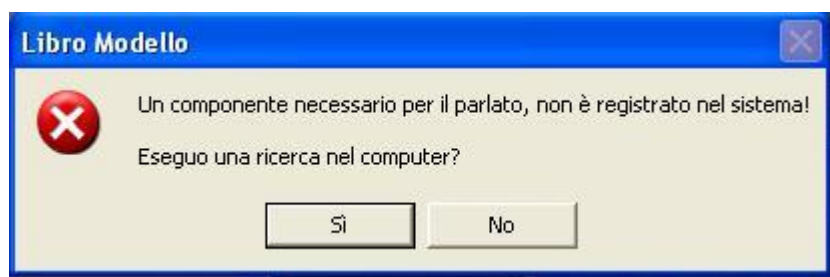 Libro Modello
Un componente necessario per il parlato, non è registrato nel sistema!
Eseguo una ricerca nel computer?
Sì
No